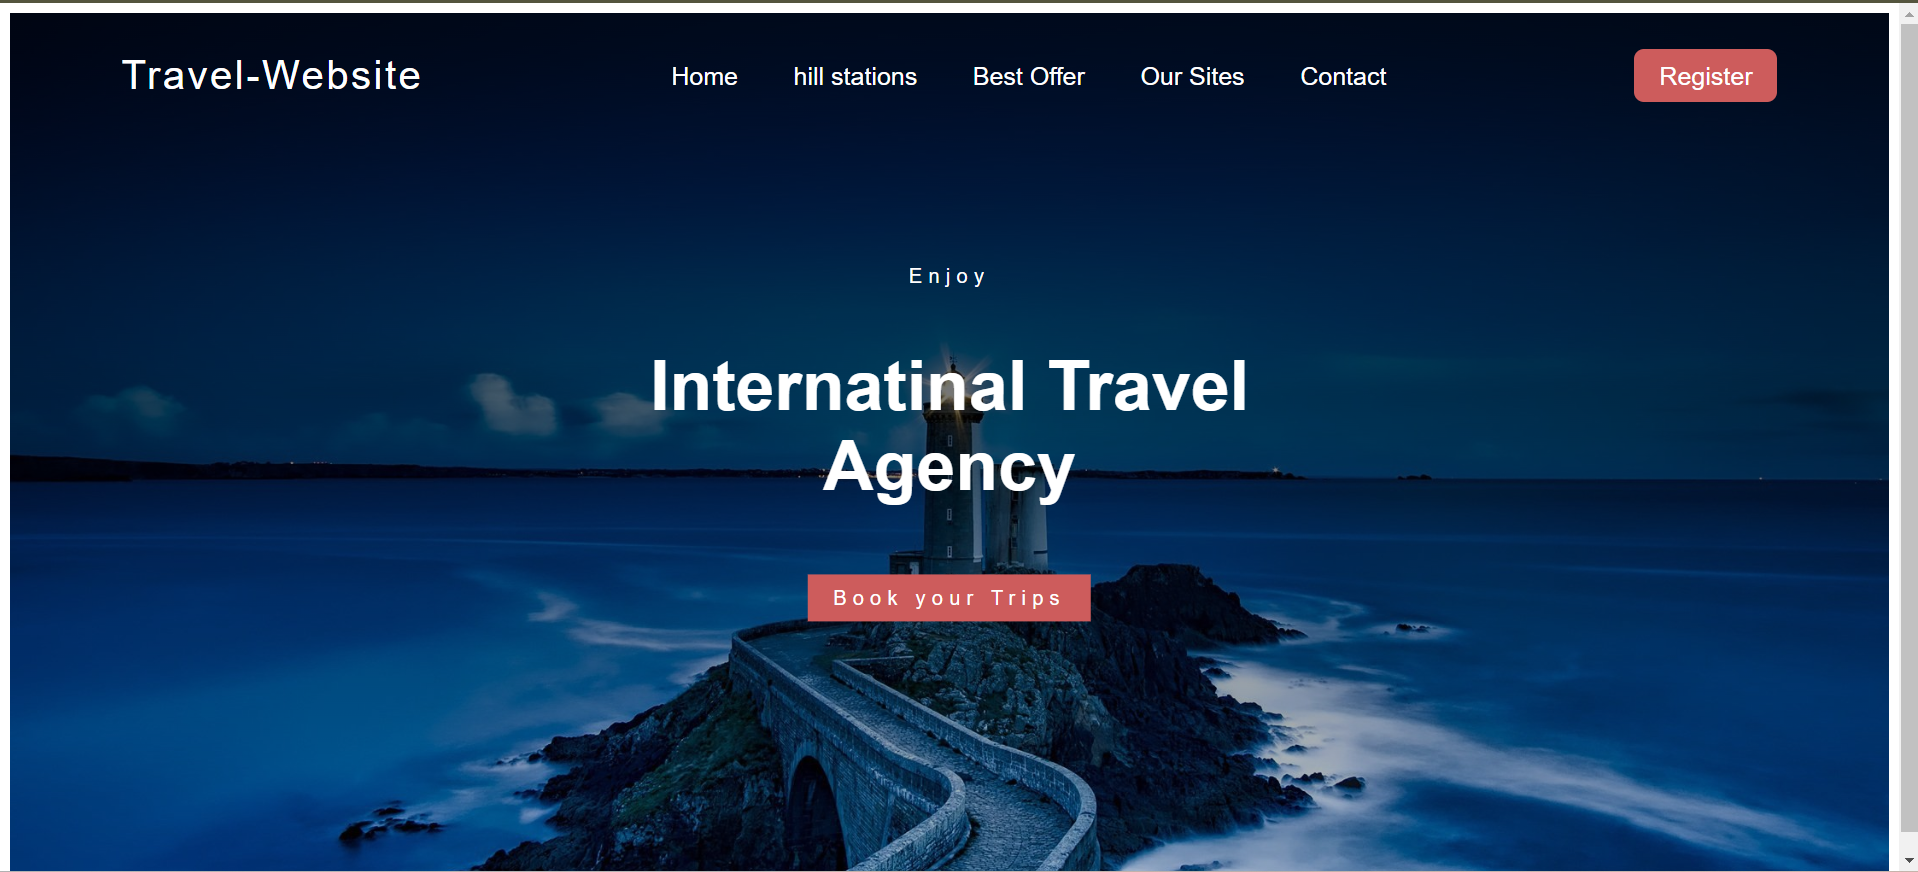 Travel-Website
Home
hill stations
Best Offer
Our Sites
Contact
Register
Enjoy
Internatinal Travel
Agency
Book your Trips